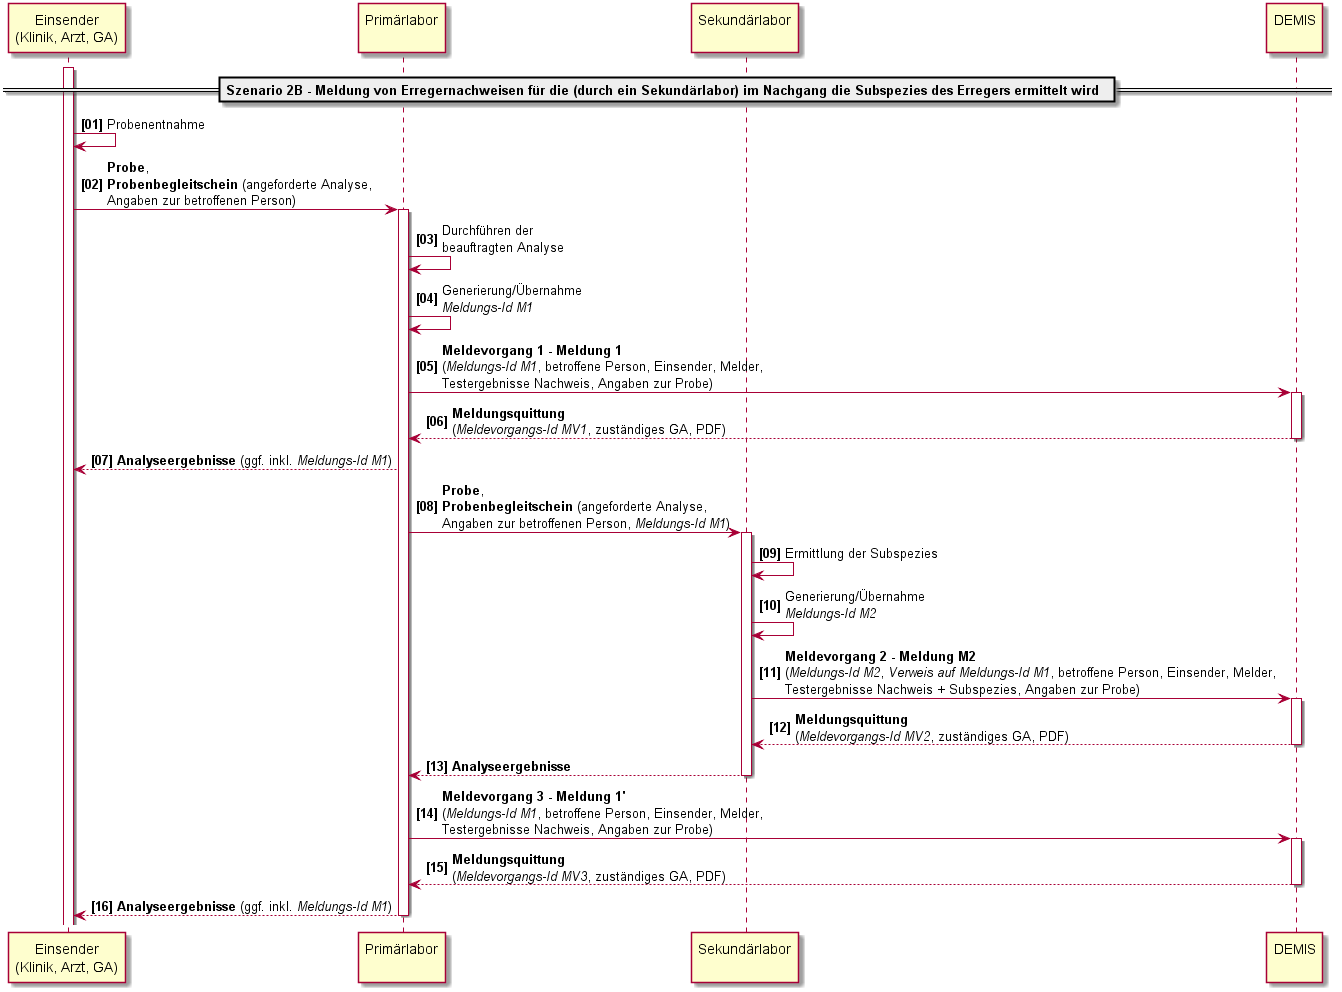 Einsender
(Klinik, Arzt, GA)
Primärlabor
Sekundärlabor
DEMIS
Szenario 2B - Meldung von Erregernachweisen für die (durch ein Sekundärlabor) im Nachgang die Subspezies des Erregers ermittelt wird
[01] Probenentnahme
Probe,
[02] Probenbegleitschein (angeforderte Analyse,
Angaben zur betroffenen Person)
[03] Durchführen der
beauftragten Analyse
[04] Generierung/Übernahme
Meldungs-Id M1
Meldevorgang 1 - Meldung 1
[05] (Meldungs-Id M1, betroffene Person, Einsender, Melder,
Testergebnisse Nachweis, Angaben zur Probe)
[06] Meldungsquittung
(Meldevorgangs-Id MV1, zuständiges GA, PDF)
[07] Analyseergebnisse (ggf. inkl. Meldungs-Id M1)
Probe,
[08] Probenbegleitschein (angeforderte Analyse,
Angaben zur betroffenen Person, Meldungs-Id M1)
[09] Ermittlung der Subspezies
[10] Generierung/Übernahme
Meldungs-Id M2
Meldevorgang 2 - Meldung M2
[11] (Meldungs-Id M2, Verweis auf Meldungs-Id M1, betroffene Person, Einsender, Melder,
Testergebnisse Nachweis + Subspezies, Angaben zur Probe)
[12] Meldungsquittung
(Meldevorgangs-Id MV2, zuständiges GA, PDF)
[13] Analyseergebnisse
Meldevorgang 3 - Meldung 1'
[14] (Meldungs-Id M1, betroffene Person, Einsender, Melder,
Testergebnisse Nachweis, Angaben zur Probe)
[15] Meldungsquittung
(Meldevorgangs-Id MV3, zuständiges GA, PDF)
[16] Analyseergebnisse (ggf. inkl. Meldungs-Id M1)
Einsender
(Klinik, Arzt, GA)
Primärlabor
Sekundärlabor
DEMIS